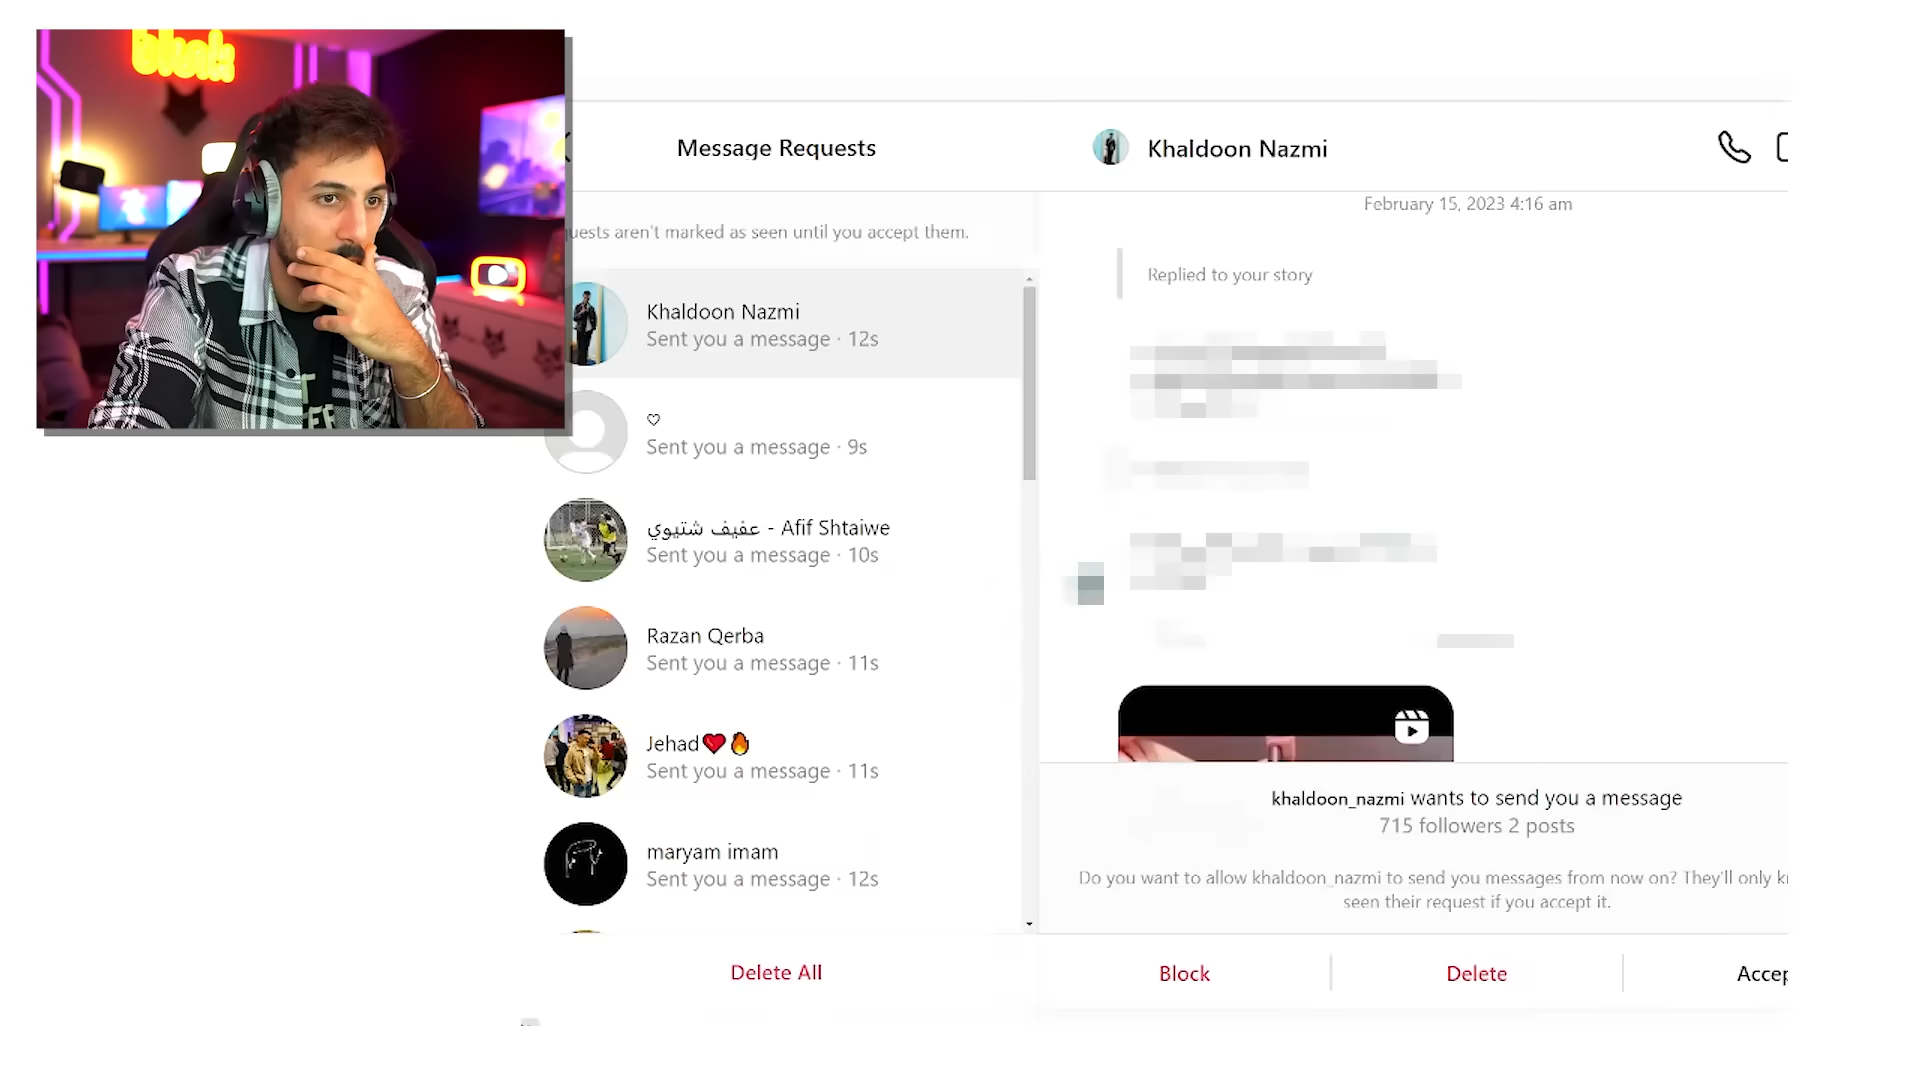 blok
Message Requests
uests aren't marked as seen until you accept them.
Khaldoon Nazmi
Sent you a message · 12s
♡
Sent you a message · 9s
عفيف شتيوي - Afif Shtaiwe
Sent you a message · 10s
Razan Qerba
Sent you a message · 11s
Jehad❤️🔥
Sent you a message · 11s
maryam imam
Sent you a message · 12s
Delete All
Khaldoon Nazmi
February 15, 2023 4:16 am
Replied to your story
khaldoon_nazmi wants to send you a message
715 followers 2 posts
Do you want to allow khaldoon_nazmi to send you messages from now on? They'll only k
seen their request if you accept it.
Block
Delete
Accep